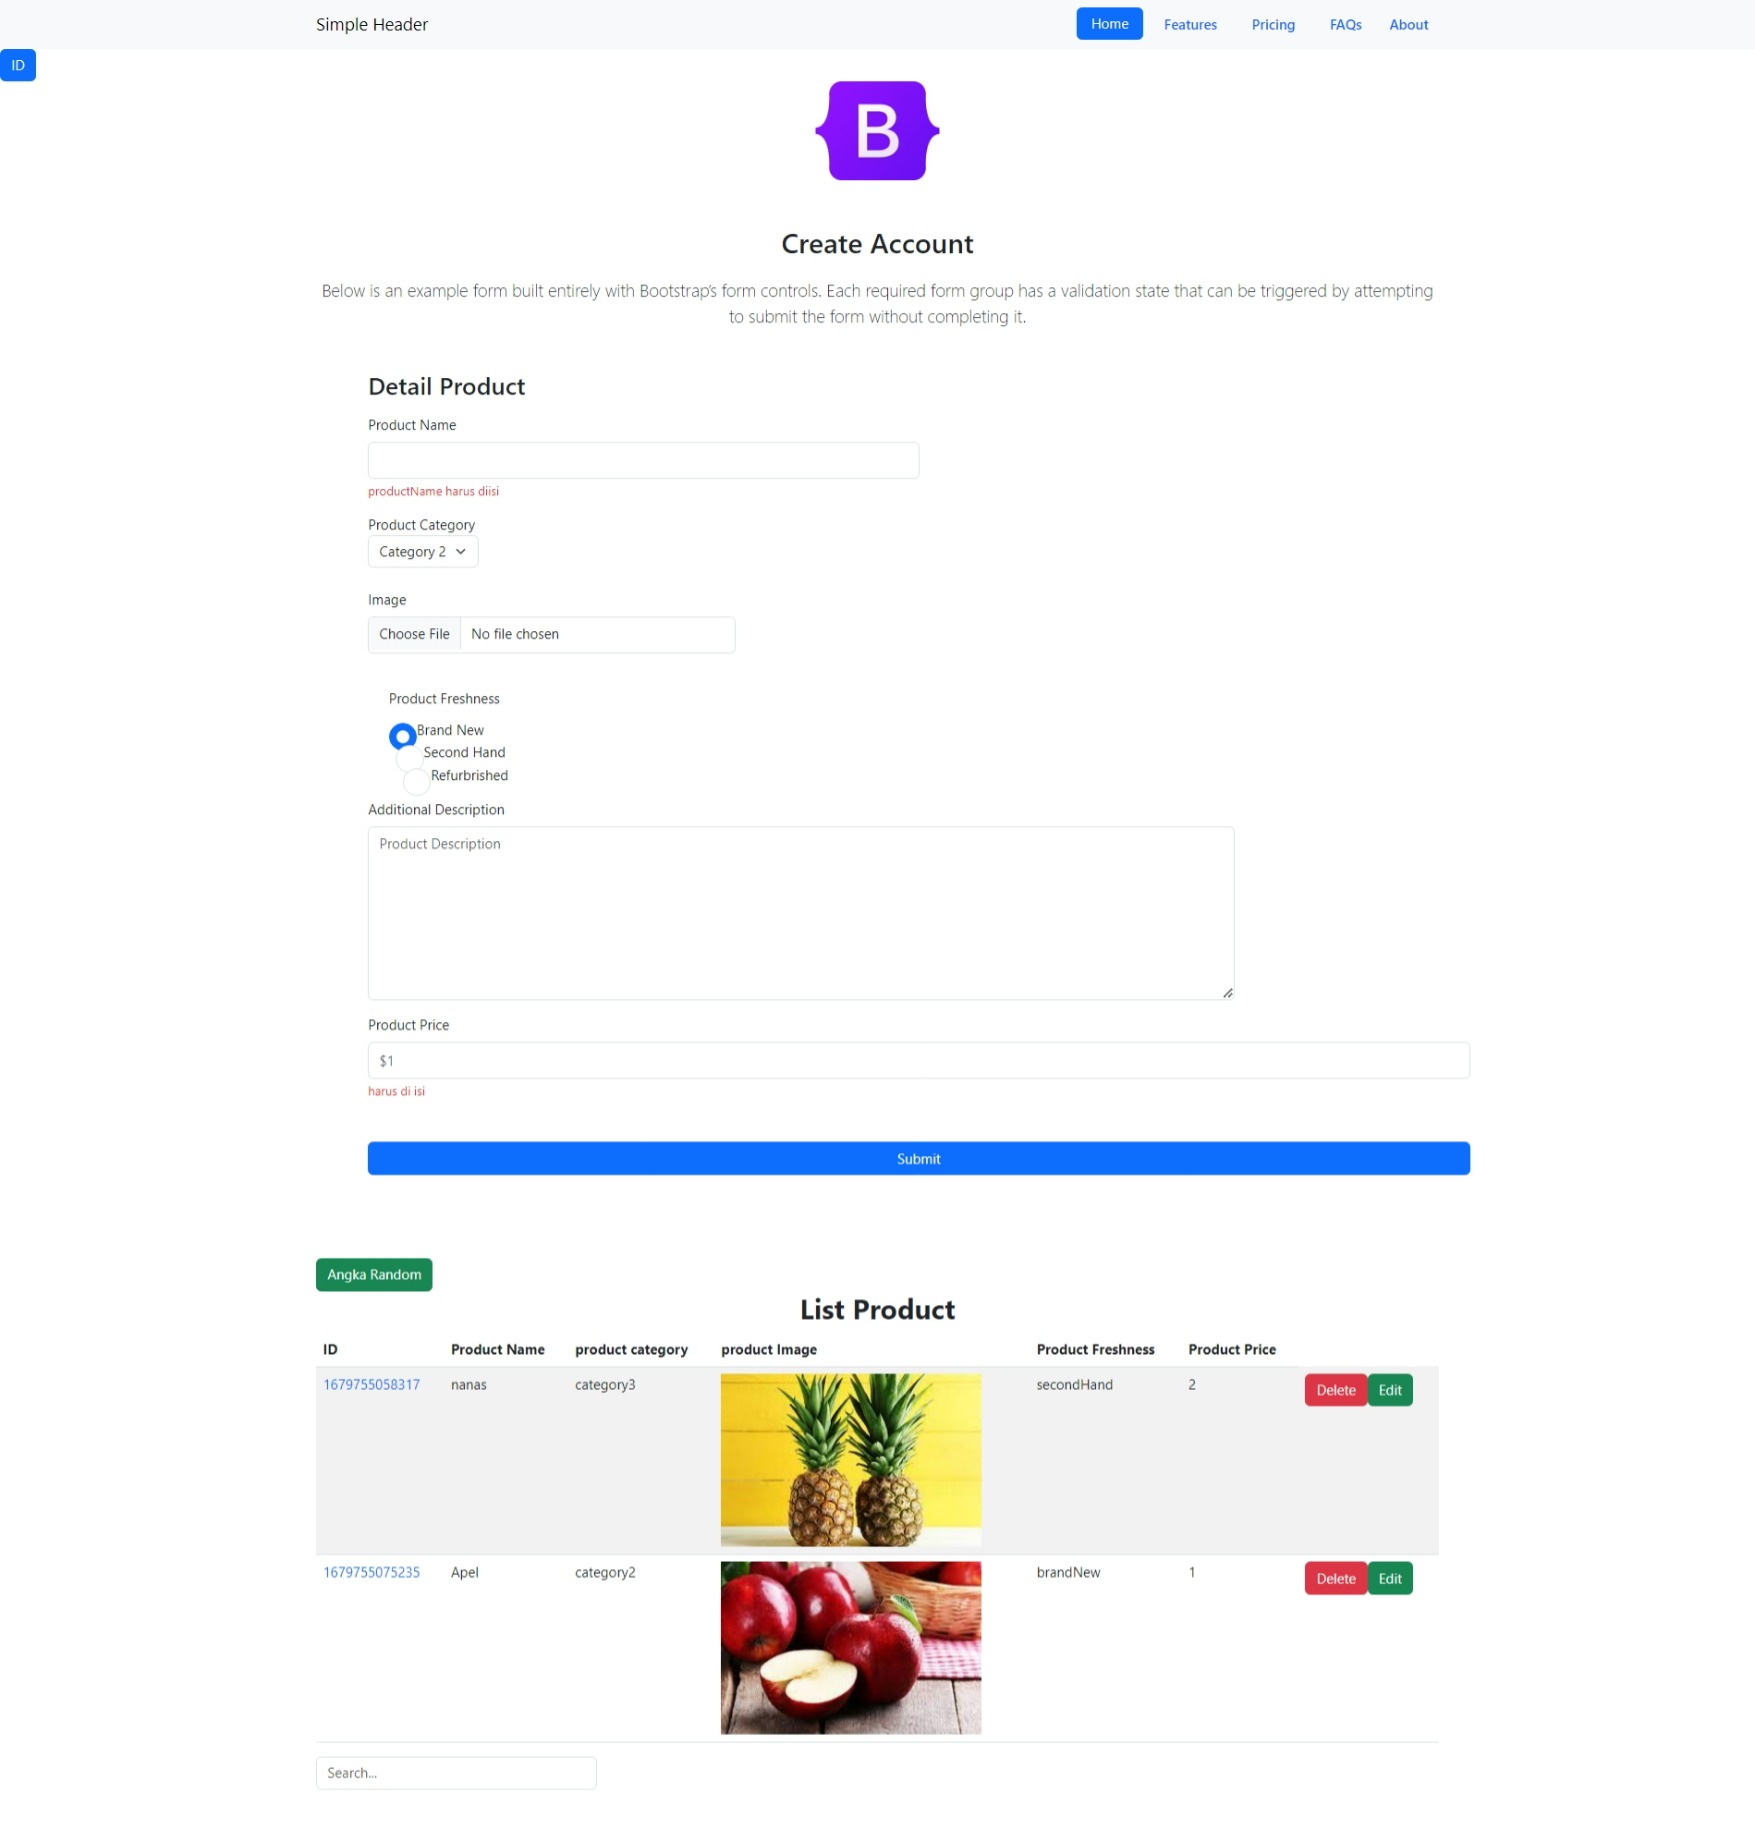 Simple Header
Home Features Pricing FAQs About
ID
B
Create Account
Below is an example form built entirely with Bootstrap's form controls. Each required form group has a validation state that can be triggered by attempting
to submit the form without completing it.
Detail Product
Product Name
productName harus diisi
Product Category
Category 2
Image
Choose File No file chosen
Product Freshness
Brand New
Second Hand
Refurbrished
Additional Description
Product Description
Product Price
$1
harus di isi
Submit
Angka Random
List Product
ID Product Name product category product Image Product Freshness Product Price
1679755058317 nanas category3 secondHand 2 Delete Edit
1679755075235 Apel category2 brandNew 1 Delete Edit
Search...